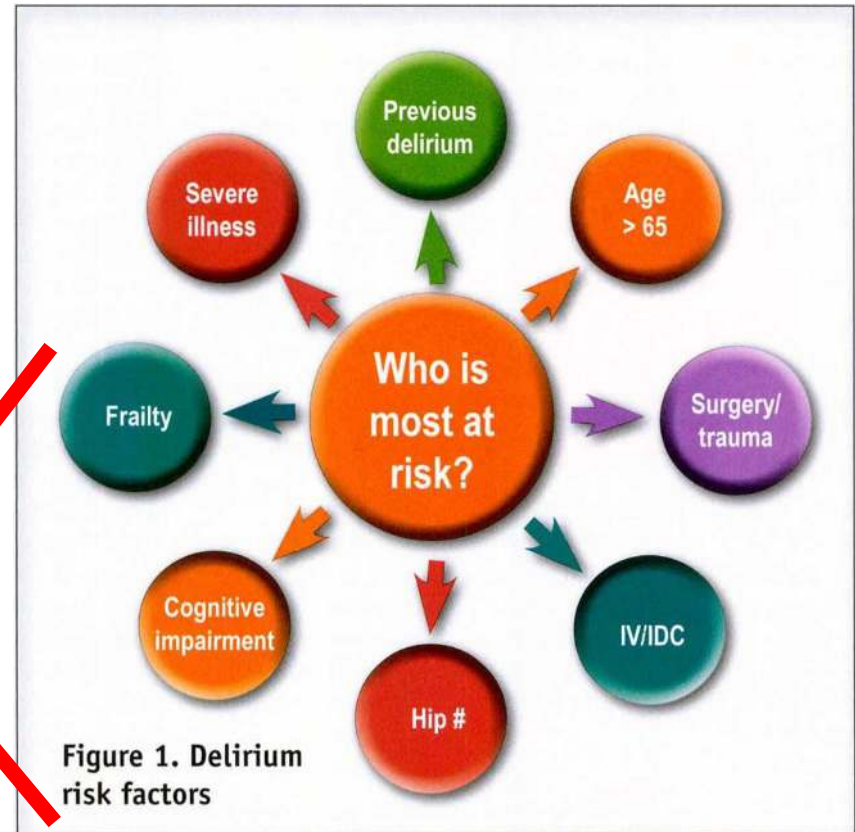 Previous
delirium
Severe
illness
Age
> 65
Who is
most at
risk?
Frailty
Surgery/
trauma
Cognitive
impairment
IV/IDC
Hip #
Figure 1. Delirium
risk factors